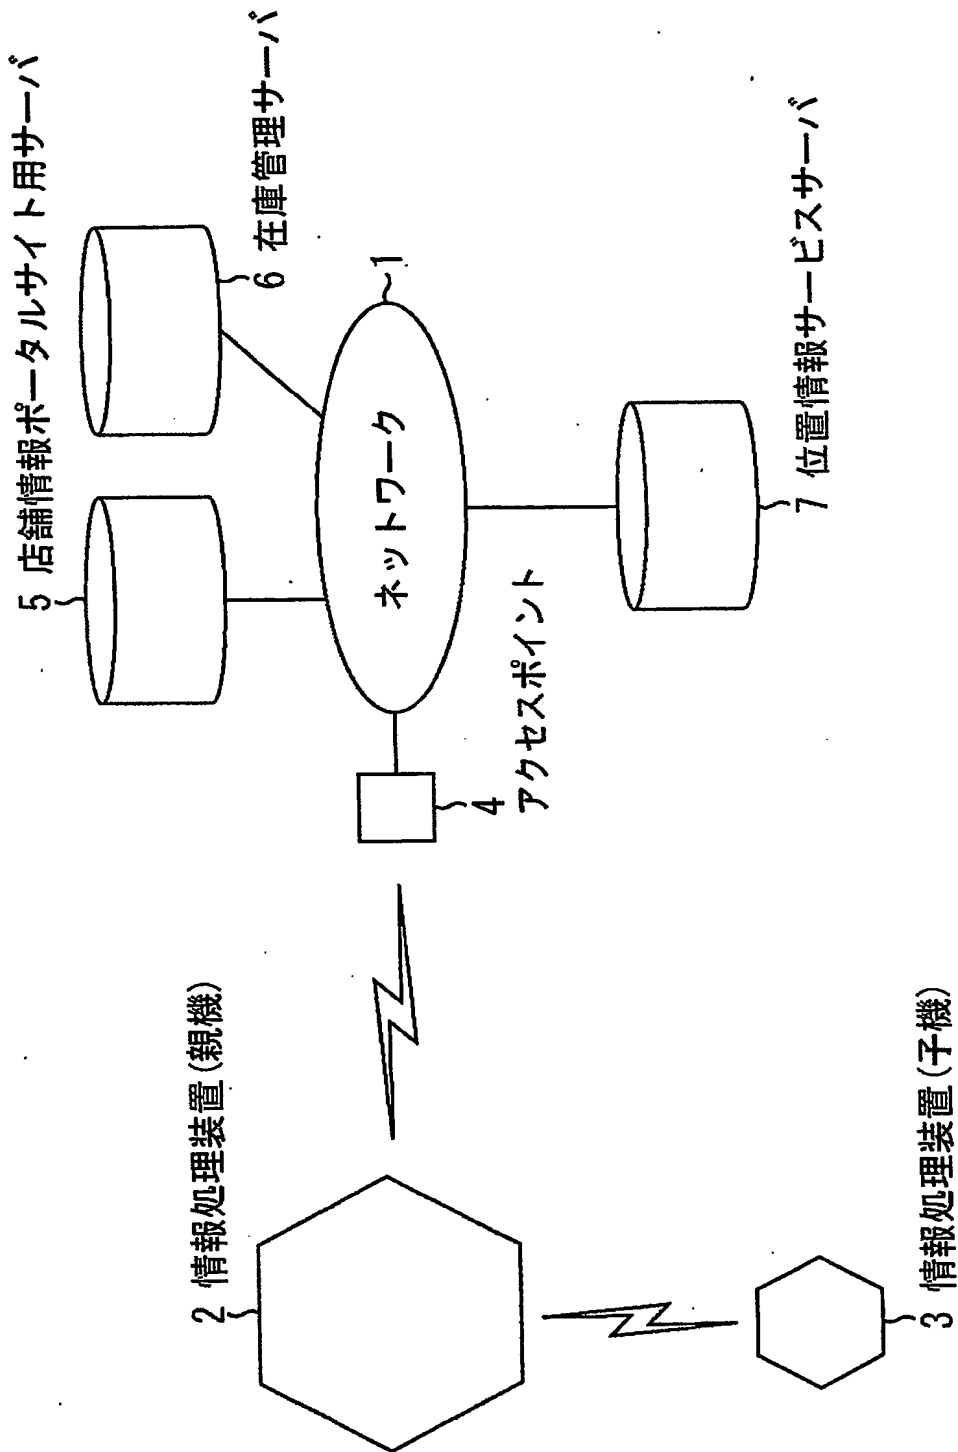 5 店舗情報ポータルサイト用サーバ
6 在庫管理サーバ
1
ネットワーク
4
アクセスポイント
7 位置情報サービスサーバ
2 情報処理装置(親機)
3 情報処理装置(子機)